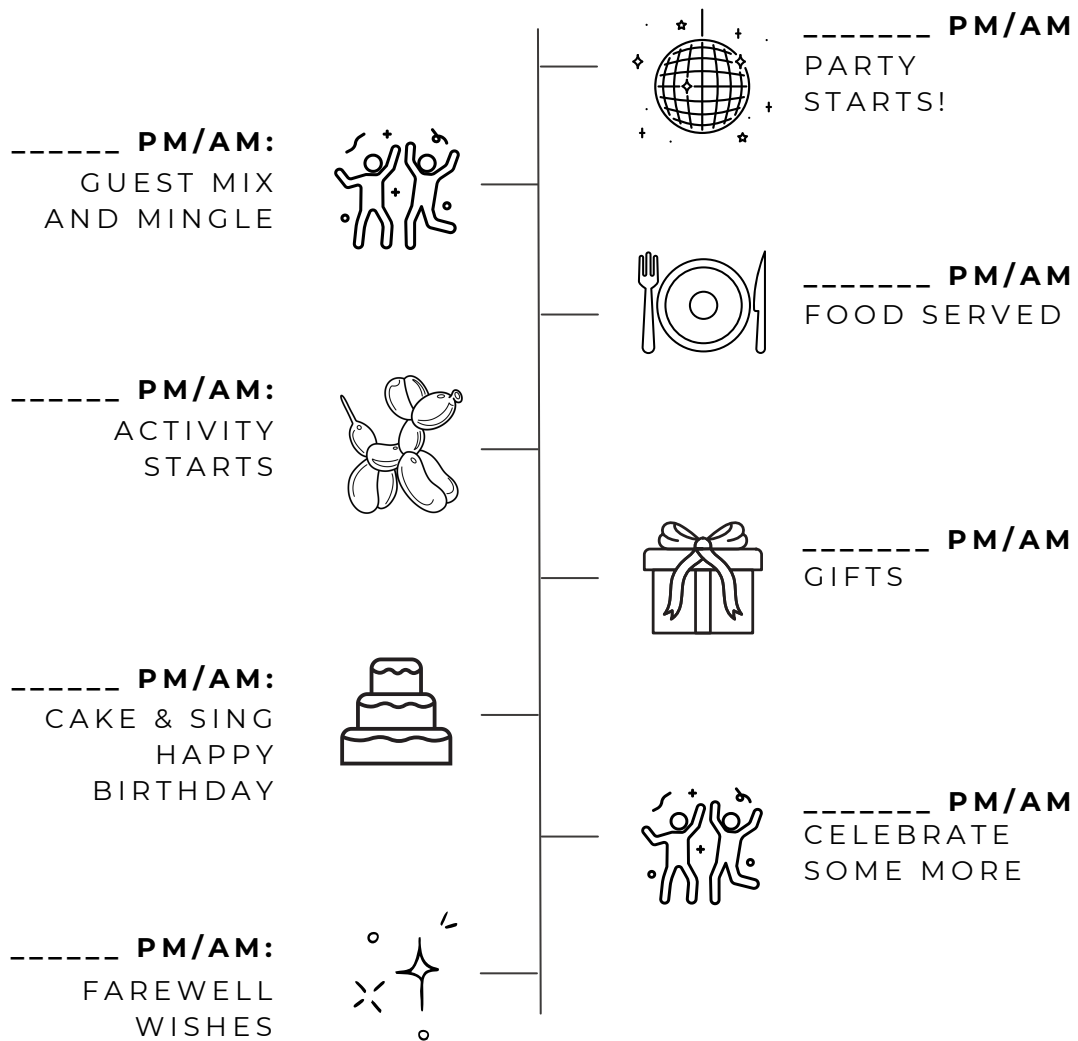 _______ PM/AM
PARTY
STARTS!
______ PM/AM:
GUEST MIX
AND MINGLE
_______ PM/AM
FOOD SERVED
______ PM/AM:
ACTIVITY
STARTS
_______ PM/AM
GIFTS
______ PM/AM:
CAKE & SING
HAPPY
BIRTHDAY
_______ PM/AM
CELEBRATE
SOME MORE
______ PM/AM:
FAREWELL
WISHES